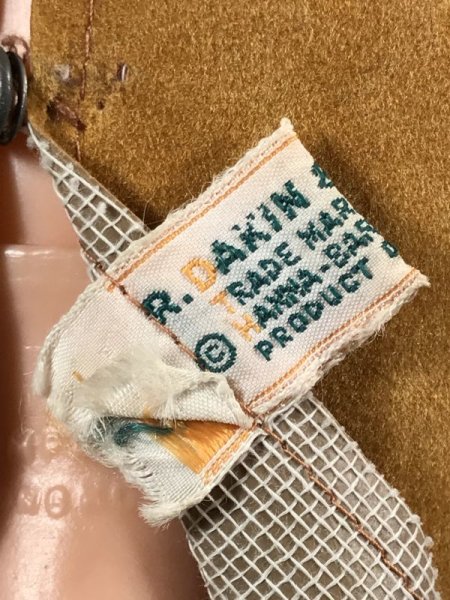 R. DAKIN &
TRADE MAR
© HANNA-BAR
PRODUCT D